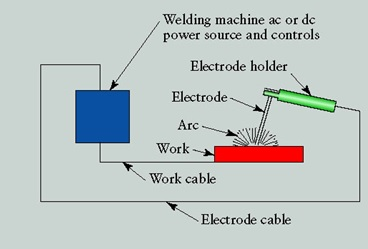 Welding machine ac or dc
power source and controls
Electrode holder
Electrode
Arc
Work
Work cable
Electrode cable